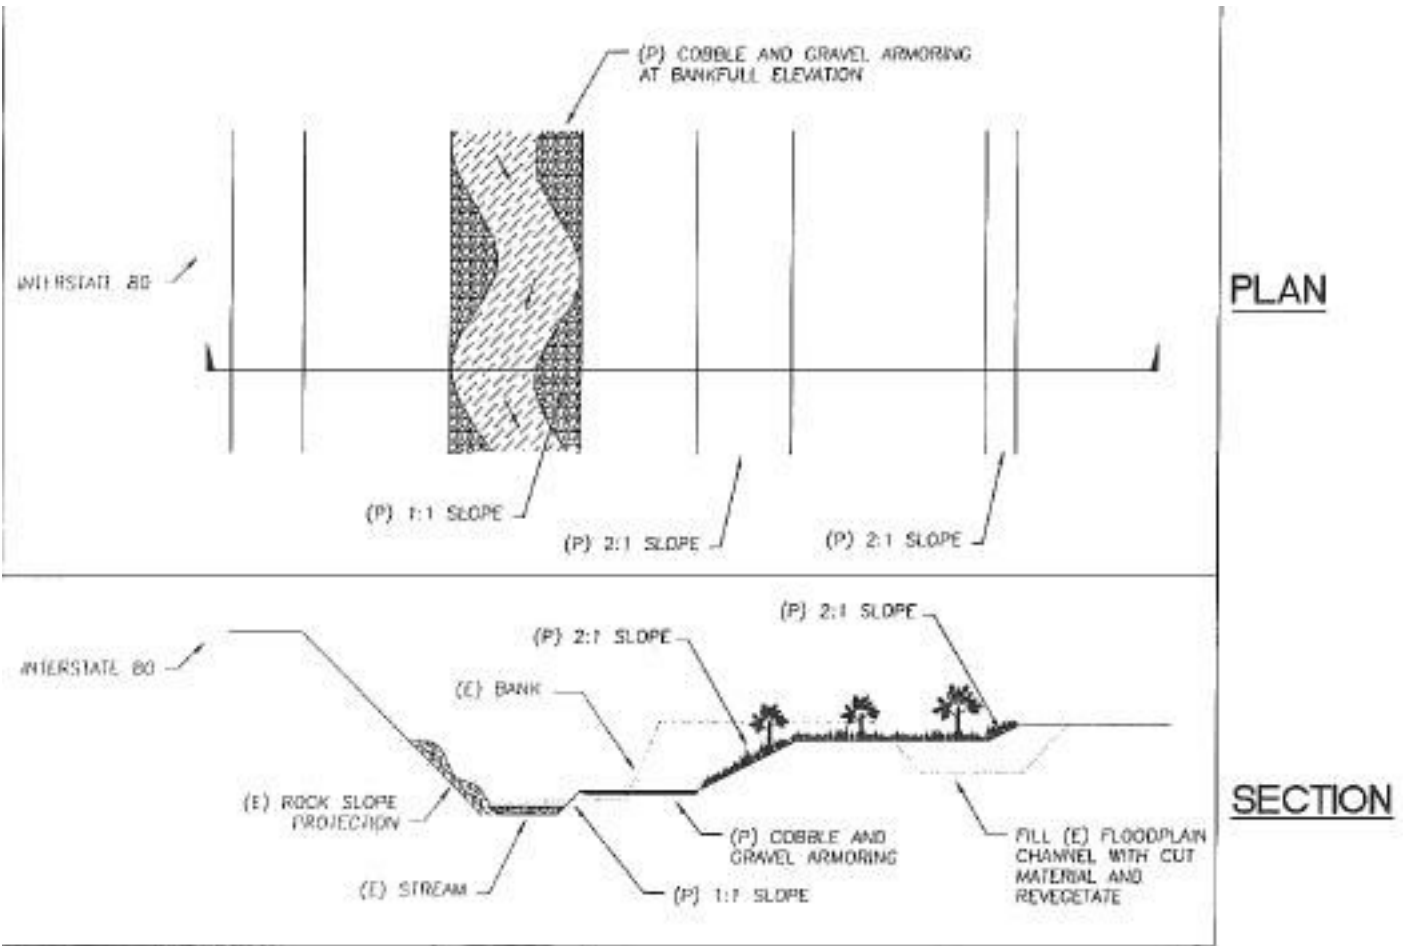 (P) COBBLE AND GRAVEL ARMORING
AT BANKFULL ELEVATION
INTERSTATE 80
PLAN
(P) 1:1 SLOPE
(P) 2:1 SLOPE
(P) 2:1 SLOPE
(P) 2:1 SLOPE
(P) 2:1 SLOPE
INTERSTATE 80
(E) BANK
(E) ROCK SLOPE
PROJECTION
SECTION
(P) COBBLE AND
GRAVEL ARMORING
FILL (E) FLOODPLAIN
CHANNEL WITH CUT
MATERIAL AND
REVEGETATE
(E) STREAM
(P) 1:1 SLOPE